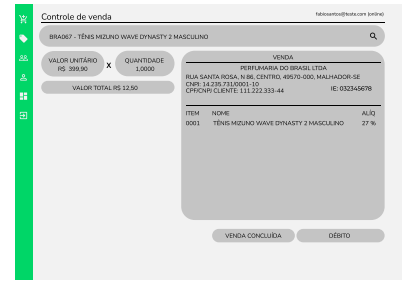 Controle de venda
fabiosantos@teste.com (online)
BRA067 - TÊNIS MIZUNO WAVE DYNASTY 2 MASCULINO
VALOR UNITÁRIO
R$ 399,90
X
QUANTIDADE
1,0000
VALOR TOTAL R$ 12,50
VENDA
PERFUMARIA DO BRASIL LTDA
RUA SANTA ROSA, N 86, CENTRO, 49570-000, MALHADOR-SE
CNPJ: 14.235.731/0001-10
CPF/CNPJ CLIENTE: 111.222.333-44
IE: 032345678
ITEM NOME ALÍQ
0001 TÊNIS MIZUNO WAVE DYNASTY 2 MASCULINO 27 %
VENDA CONCLUÍDA
DÉBITO